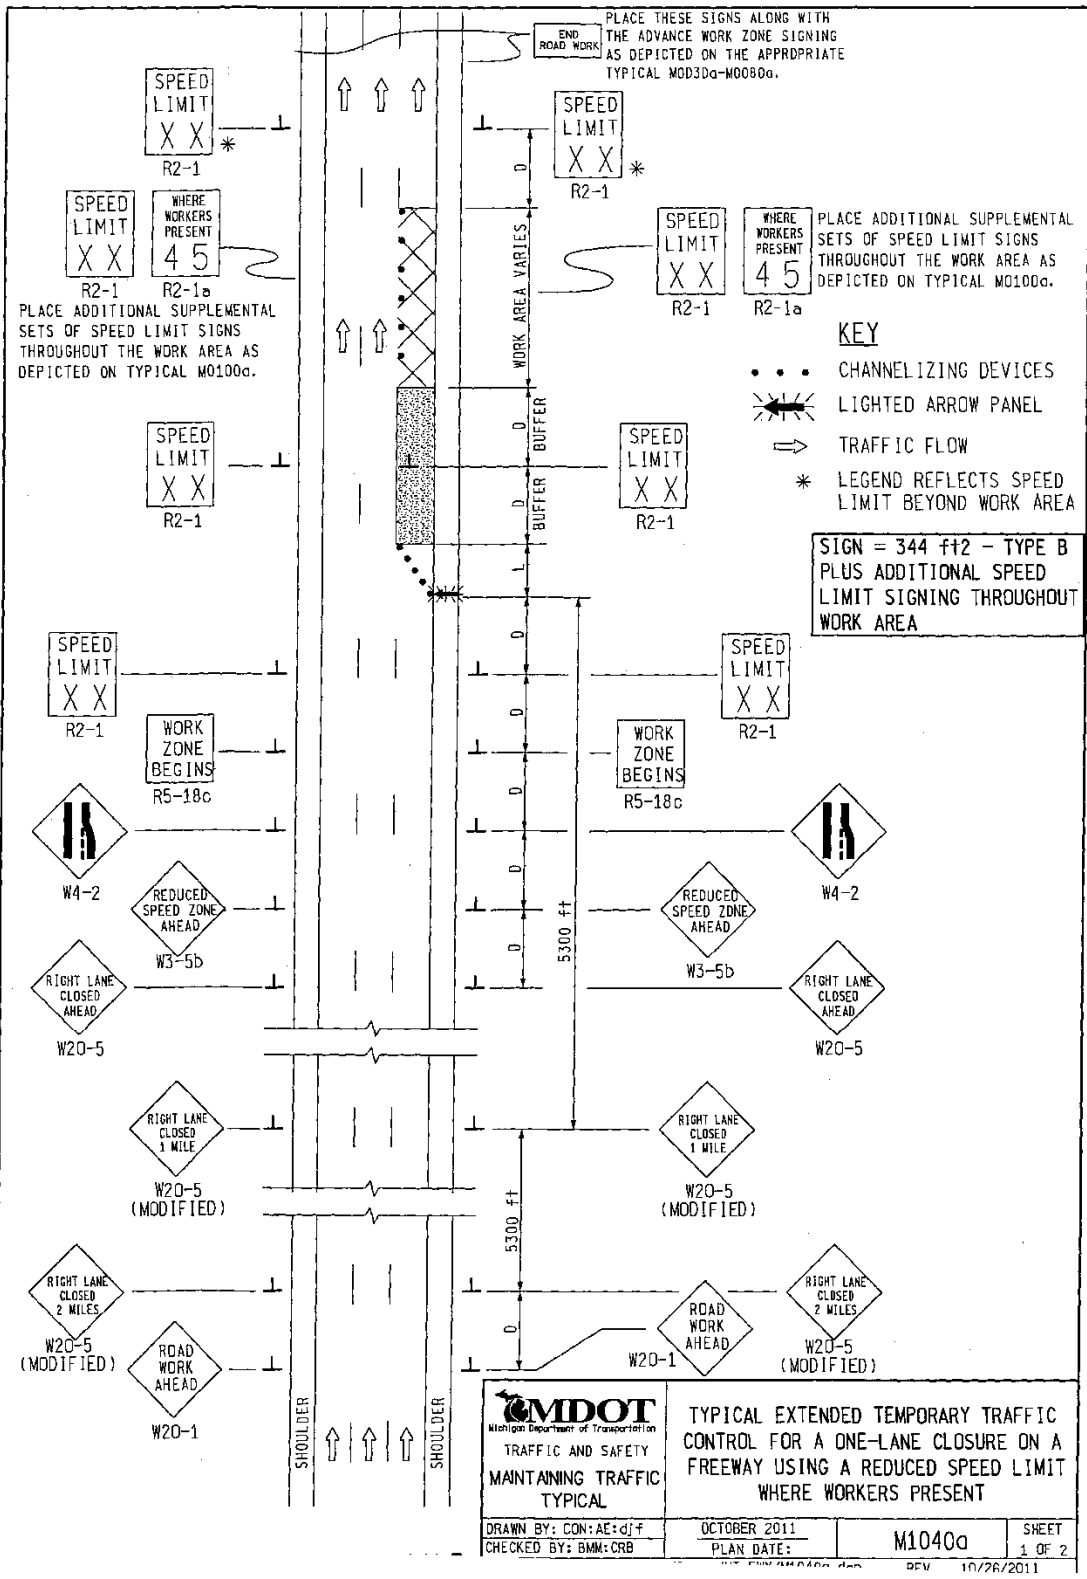 PLACE THESE SIGNS ALONG WITH
THE ADVANCE WORK ZONE SIGNING
AS DEPICTED ON THE APPROPRIATE
TYPICAL M0030a-M0080a.
END
ROAD WORK
SPEED
LIMIT
X X
*
R2-1
SPEED
LIMIT
X X
*
R2-1
D
SPEED
LIMIT
X X
R2-1
WHERE
WORKERS
PRESENT
45
R2-1a
PLACE ADDITIONAL SUPPLEMENTAL
SETS OF SPEED LIMIT SIGNS
THROUGHOUT THE WORK AREA AS
DEPICTED ON TYPICAL M0100a.
WORK AREA VARIES
SPEED
LIMIT
X X
R2-1
WHERE
WORKERS
PRESENT
45
R2-1a
PLACE ADDITIONAL SUPPLEMENTAL
SETS OF SPEED LIMIT SIGNS
THROUGHOUT THE WORK AREA AS
DEPICTED ON TYPICAL M0100a.
KEY
CHANNELIZING DEVICES
LIGHTED ARROW PANEL
TRAFFIC FLOW
* LEGEND REFLECTS SPEED
LIMIT BEYOND WORK AREA
SPEED
LIMIT
X X
R2-1
D
BUFFER
D
BUFFER
L
SPEED
LIMIT
X X
R2-1
SIGN = 344 ft2 - TYPE B
PLUS ADDITIONAL SPEED
LIMIT SIGNING THROUGHOUT
WORK AREA
SPEED
LIMIT
X X
R2-1
D
SPEED
LIMIT
X X
R2-1
WORK
ZONE
BEGINS
R5-18c
D
WORK
ZONE
BEGINS
R5-18c
W4-2
D
W4-2
REDUCED
SPEED ZONE
AHEAD
W3-5b
D
REDUCED
SPEED ZONE
AHEAD
W3-5b
RIGHT LANE
CLOSED
AHEAD
W20-5
D
5300 ft
RIGHT LANE
CLOSED
AHEAD
W20-5
RIGHT LANE
CLOSED
1 MILE
W20-5
(MODIFIED)
RIGHT LANE
CLOSED
1 MILE
W20-5
(MODIFIED)
5300 ft
RIGHT LANE
CLOSED
2 MILES
W20-5
(MODIFIED)
RIGHT LANE
CLOSED
2 MILES
W20-5
(MODIFIED)
D
ROAD
WORK
AHEAD
W20-1
ROAD
WORK
AHEAD
W20-1
SHOULDER
SHOULDER
MDOT
Michigan Department of Transportation
TRAFFIC AND SAFETY
MAINTAINING TRAFFIC
TYPICAL
TYPICAL EXTENDED TEMPORARY TRAFFIC
CONTROL FOR A ONE-LANE CLOSURE ON A
FREEWAY USING A REDUCED SPEED LIMIT
WHERE WORKERS PRESENT
DRAWN BY: CON:AE:djf
CHECKED BY: BMM:CRB
OCTOBER 2011
PLAN DATE:
M1040a
SHEET
1 OF 2
REV. 10/26/2011